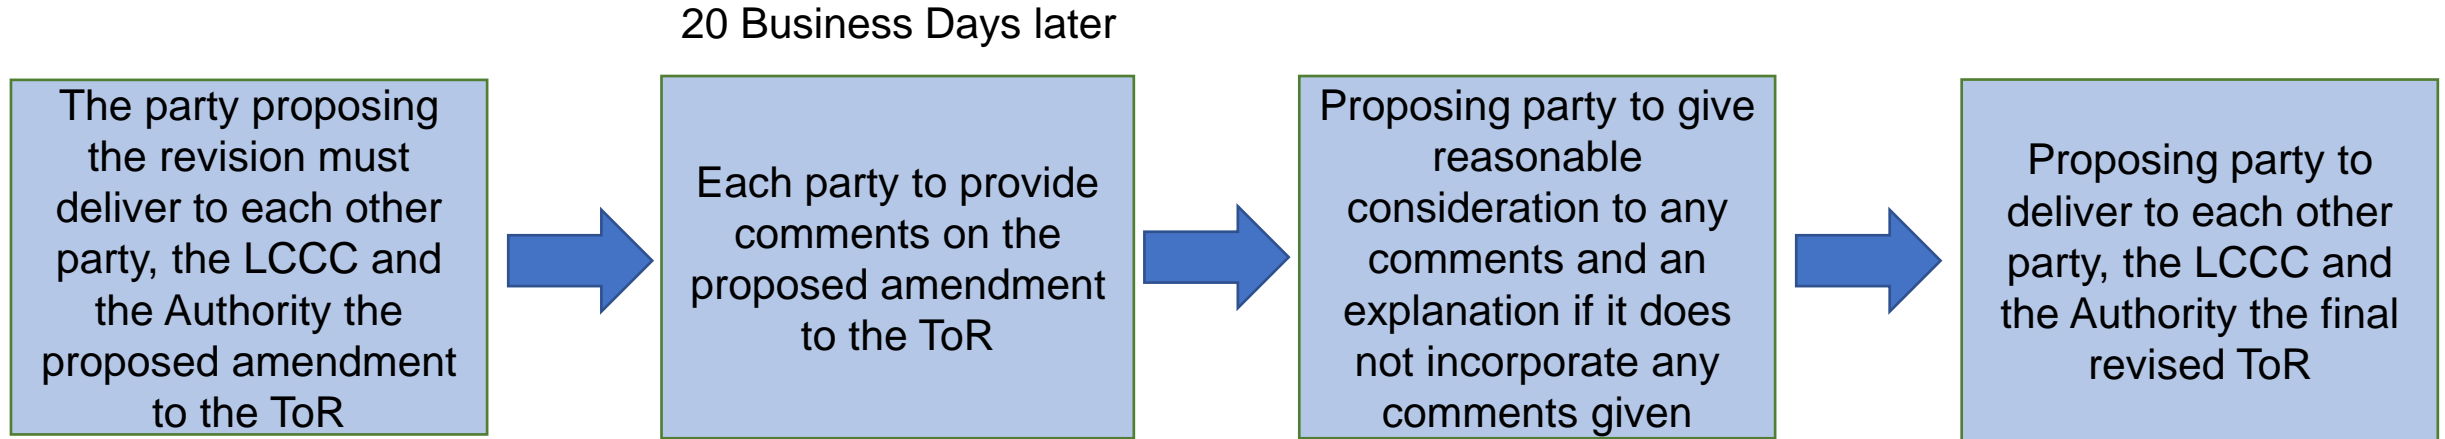 20 Business Days later
The party proposing
the revision must
deliver to each other
party, the LCCC and
the Authority the
proposed amendment
to the ToR
Each party to provide
comments on the
proposed amendment
to the ToR
Proposing party to give
reasonable
consideration to any
comments and an
explanation if it does
not incorporate any
comments given
Proposing party to
deliver to each other
party, the LCCC and
the Authority the final
revised ToR